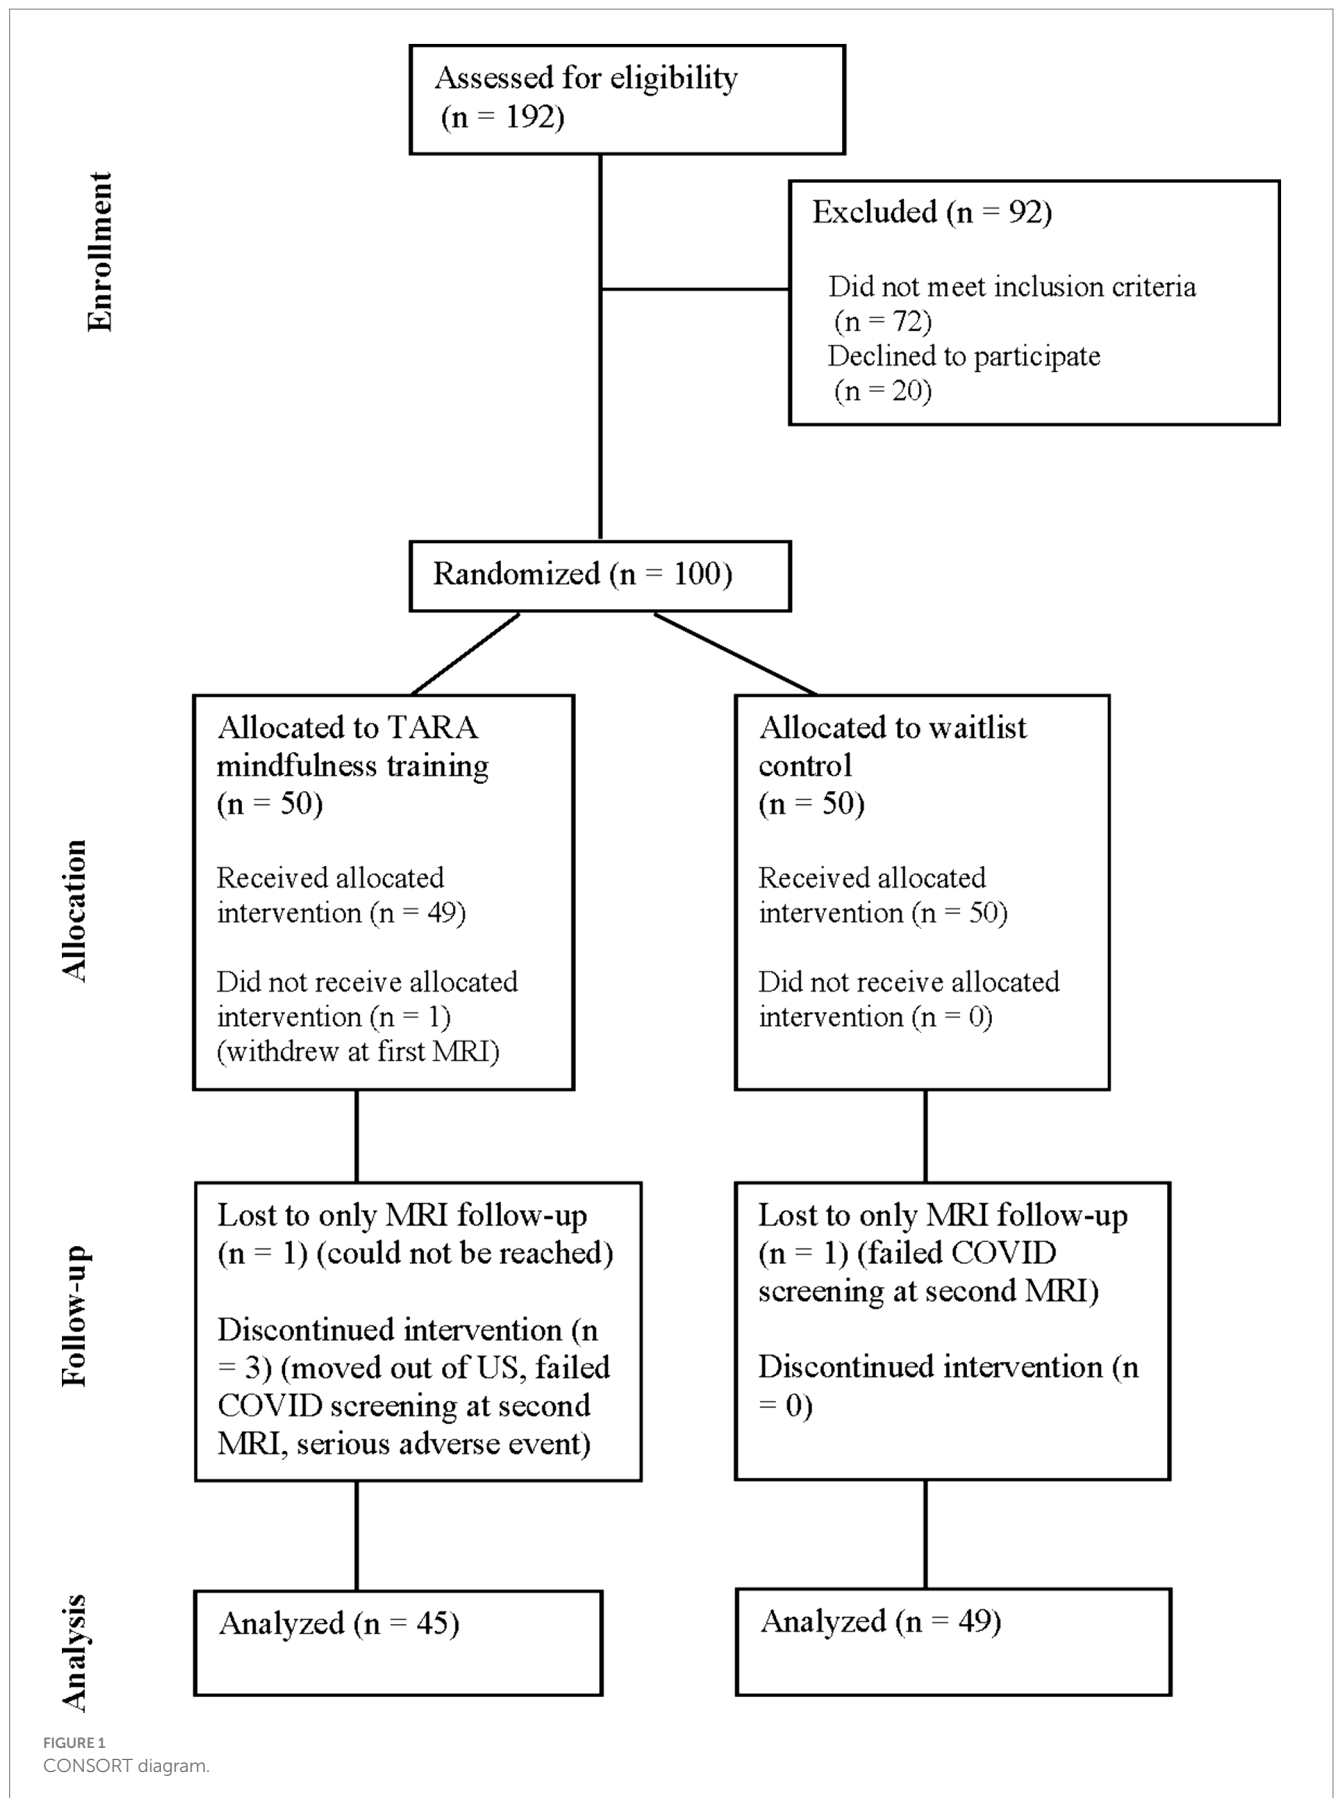 Enrollment
Assessed for eligibility
(n = 192)
Excluded (n = 92)
Did not meet inclusion criteria
(n = 72)
Declined to participate
(n = 20)
Randomized (n = 100)
Allocation
Allocated to TARA
mindfulness training
(n = 50)
Received allocated
intervention (n = 49)
Did not receive allocated
intervention (n = 1)
(withdrew at first MRI)
Allocated to waitlist
control
(n = 50)
Received allocated
intervention (n = 50)
Did not receive allocated
intervention (n = 0)
Follow-up
Lost to only MRI follow-up
(n = 1) (could not be reached)
Discontinued intervention (n
= 3) (moved out of US, failed
COVID screening at second
MRI, serious adverse event)
Lost to only MRI follow-up
(n = 1) (failed COVID
screening at second MRI)
Discontinued intervention (n
= 0)
Analysis
Analyzed (n = 45)
Analyzed (n = 49)
FIGURE 1
CONSORT diagram.